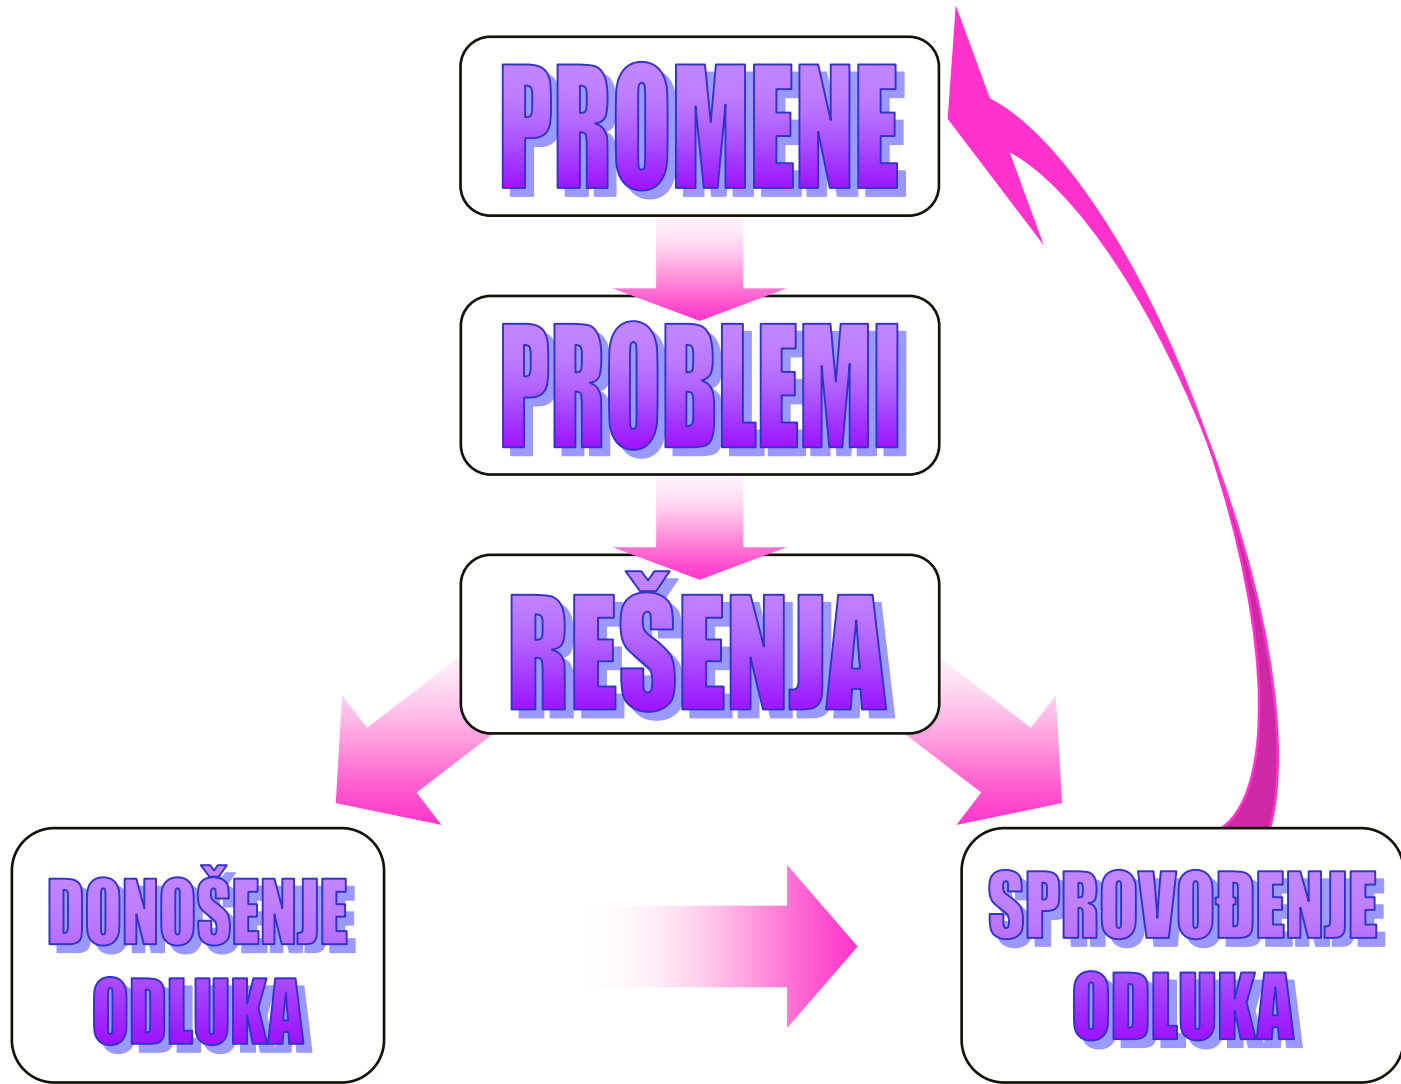 PROMENE
PROBLEMI
REŠENJA
DONOŠENJE
ODLUKA
SPROVOĐENJE
ODLUKA